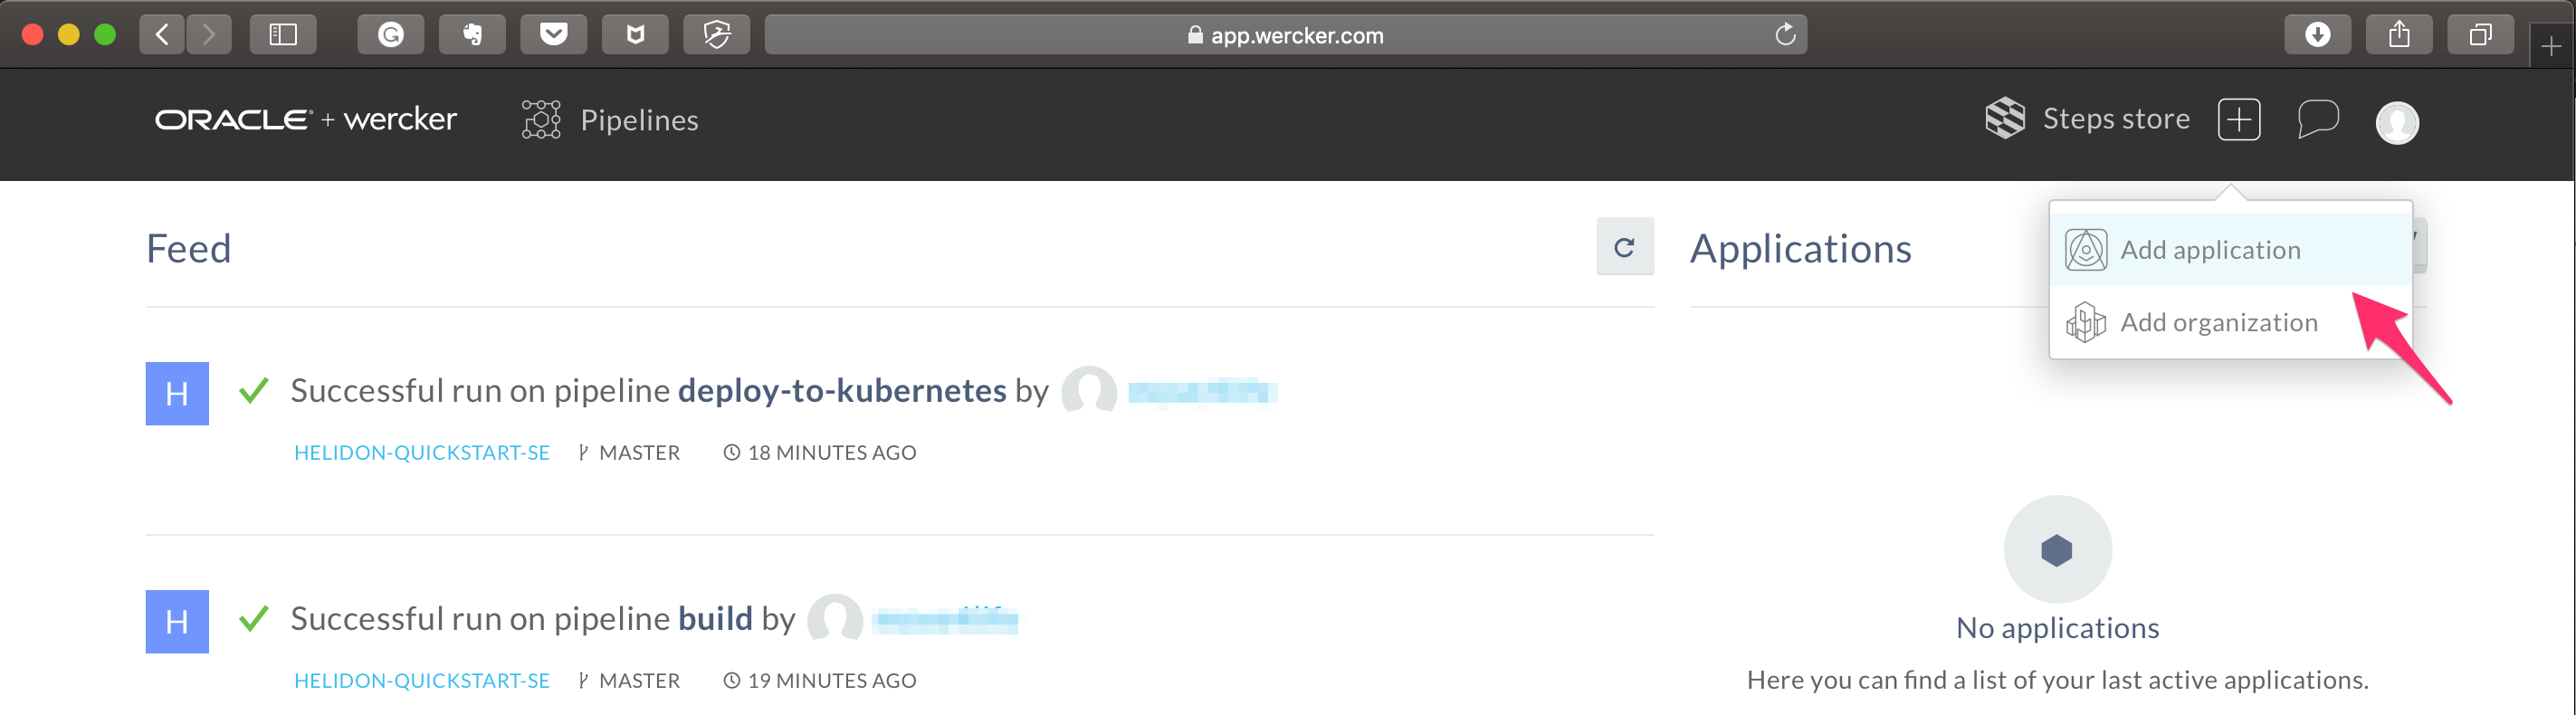 app.wercker.com
ORACLE + wercker
Pipelines
Steps store
Feed
Applications
Add application
Add organization
H
Successful run on pipeline deploy-to-kubernetes by
HELIDON-QUICKSTART-SE
MASTER
18 MINUTES AGO
H
Successful run on pipeline build by
HELIDON-QUICKSTART-SE
MASTER
19 MINUTES AGO
No applications
Here you can find a list of your last active applications.